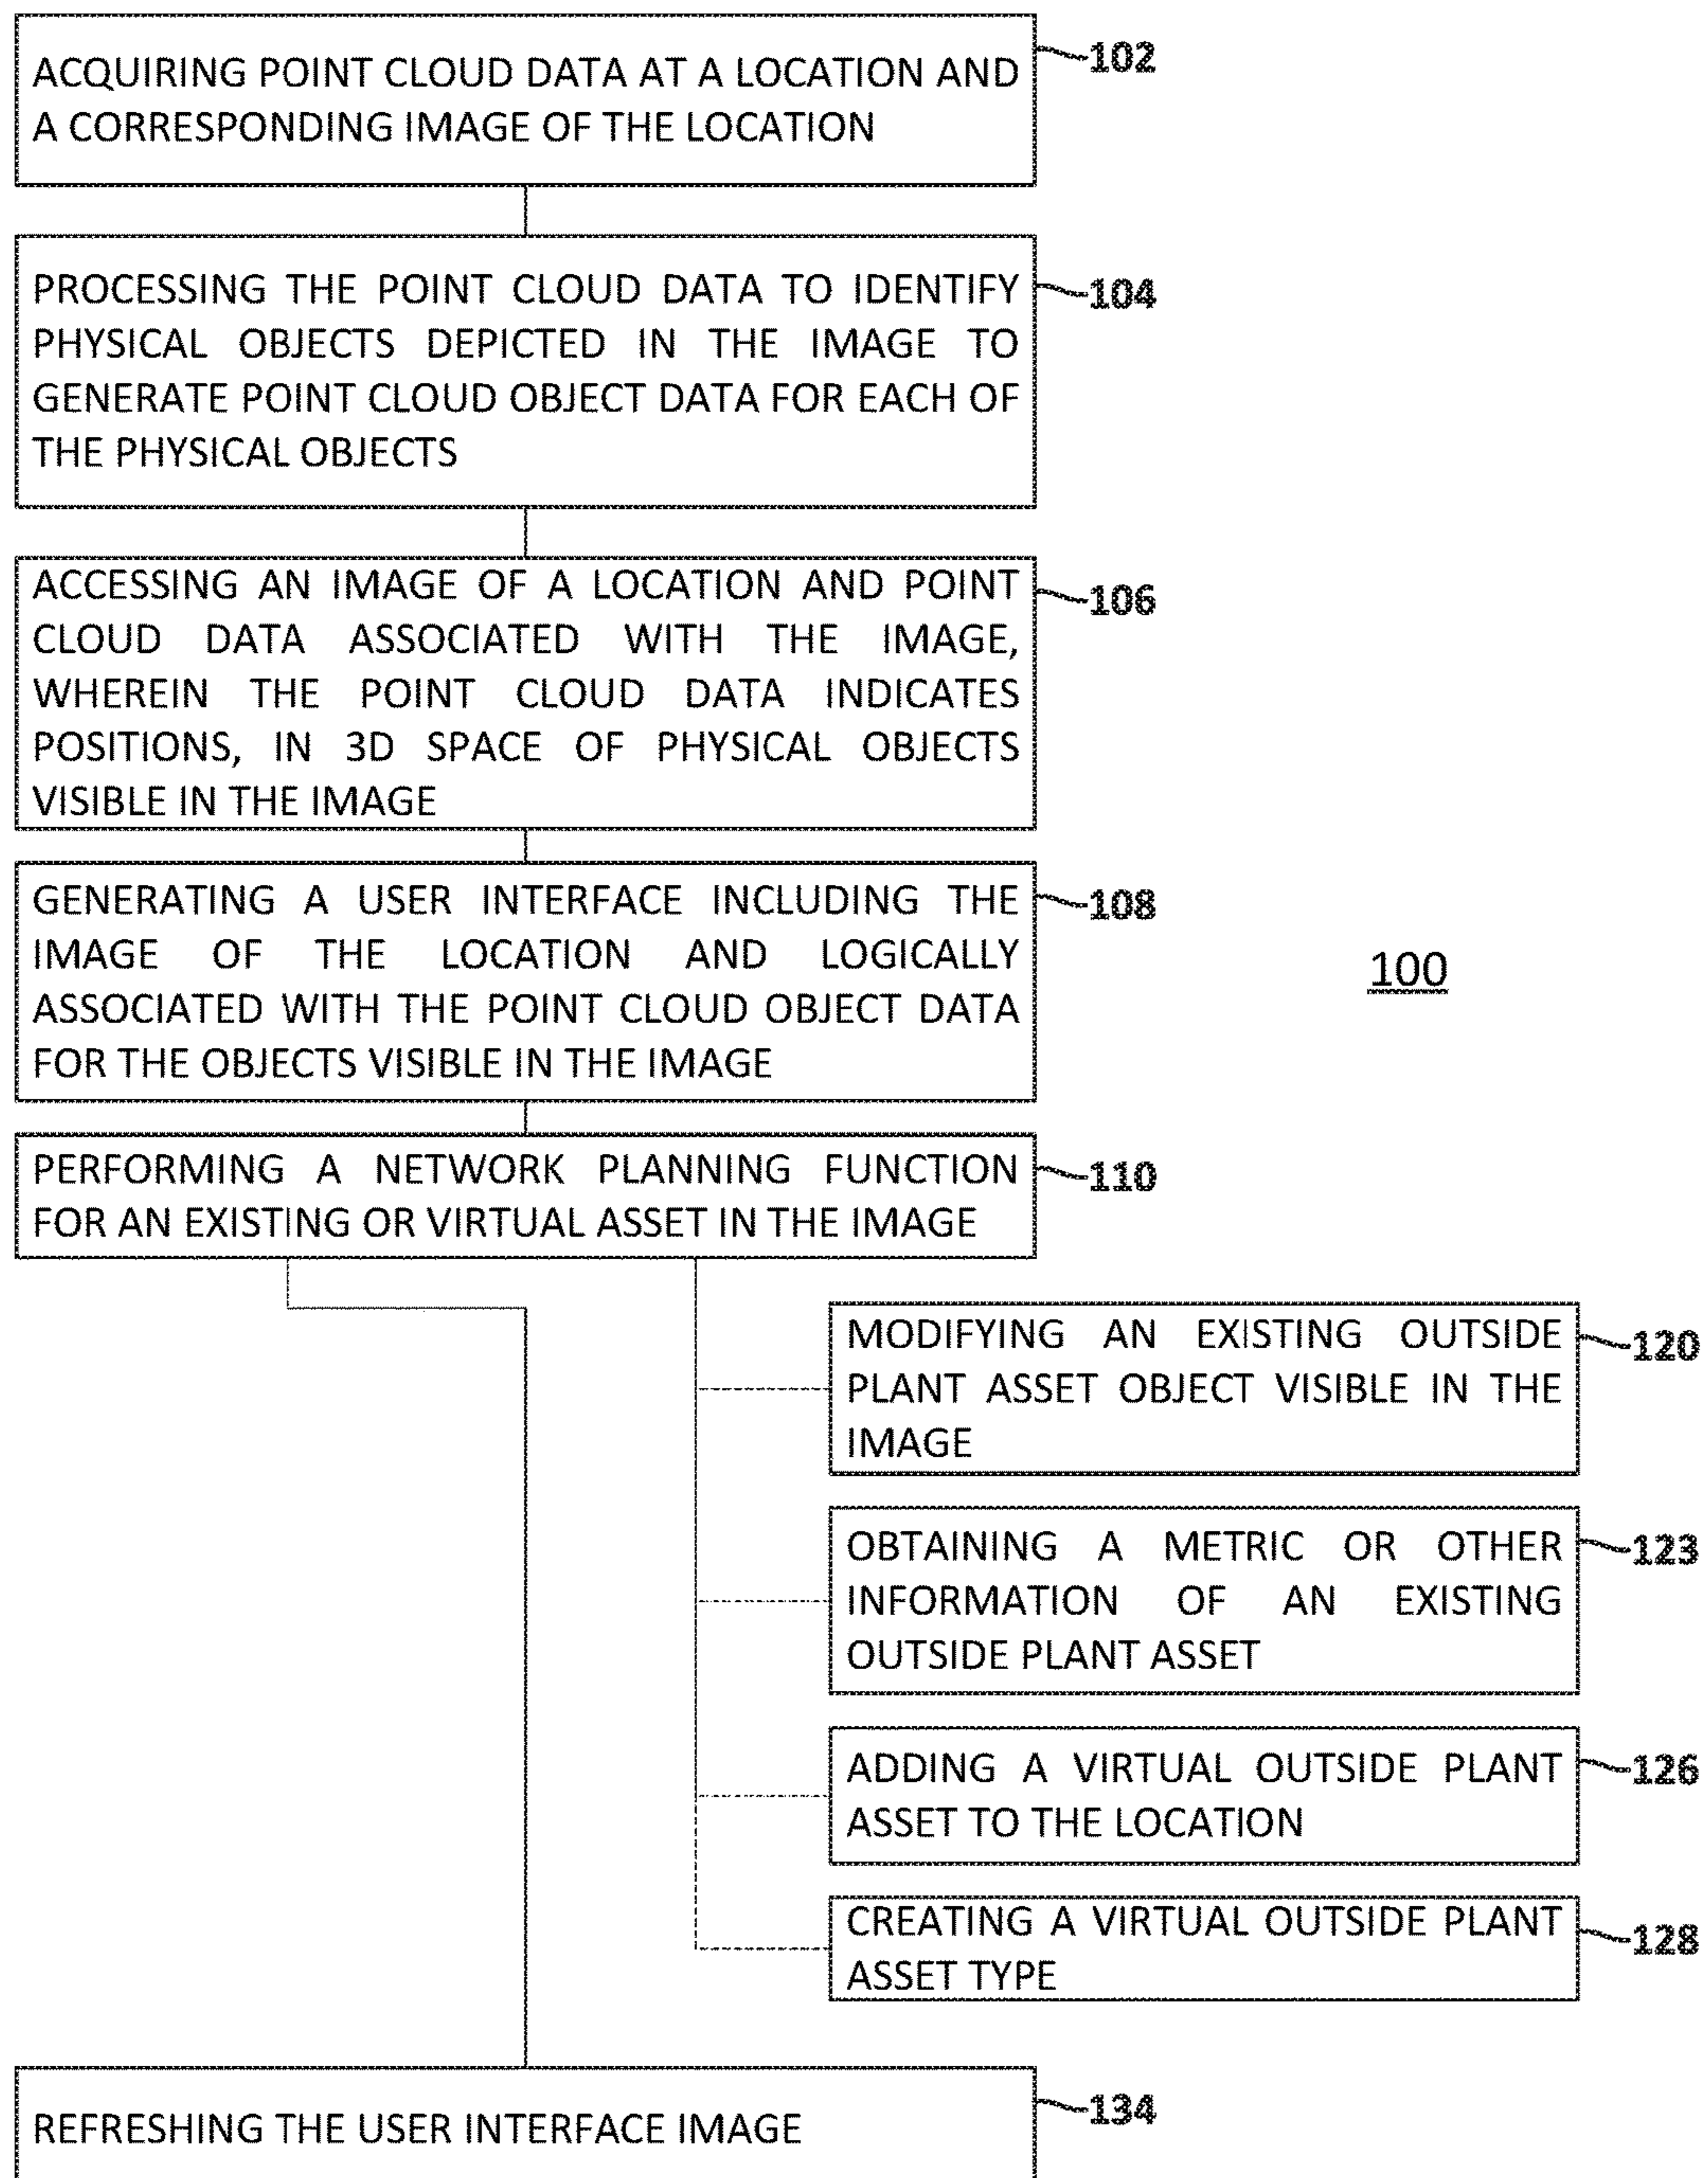 ACQUIRING POINT CLOUD DATA AT A LOCATION AND
A CORRESPONDING IMAGE OF THE LOCATION
102
PROCESSING THE POINT CLOUD DATA TO IDENTIFY
PHYSICAL OBJECTS DEPICTED IN THE IMAGE TO
GENERATE POINT CLOUD OBJECT DATA FOR EACH OF
THE PHYSICAL OBJECTS
104
ACCESSING AN IMAGE OF A LOCATION AND POINT
CLOUD DATA ASSOCIATED WITH THE IMAGE,
WHEREIN THE POINT CLOUD DATA INDICATES
POSITIONS, IN 3D SPACE OF PHYSICAL OBJECTS
VISIBLE IN THE IMAGE
106
GENERATING A USER INTERFACE INCLUDING THE
IMAGE OF THE LOCATION AND LOGICALLY
ASSOCIATED WITH THE POINT CLOUD OBJECT DATA
FOR THE OBJECTS VISIBLE IN THE IMAGE
108
100
PERFORMING A NETWORK PLANNING FUNCTION
FOR AN EXISTING OR VIRTUAL ASSET IN THE IMAGE
110
MODIFYING AN EXISTING OUTSIDE
PLANT ASSET OBJECT VISIBLE IN THE
IMAGE
120
OBTAINING A METRIC OR OTHER
INFORMATION OF AN EXISTING
OUTSIDE PLANT ASSET
123
ADDING A VIRTUAL OUTSIDE PLANT
ASSET TO THE LOCATION
126
CREATING A VIRTUAL OUTSIDE PLANT
ASSET TYPE
128
REFRESHING THE USER INTERFACE IMAGE
134